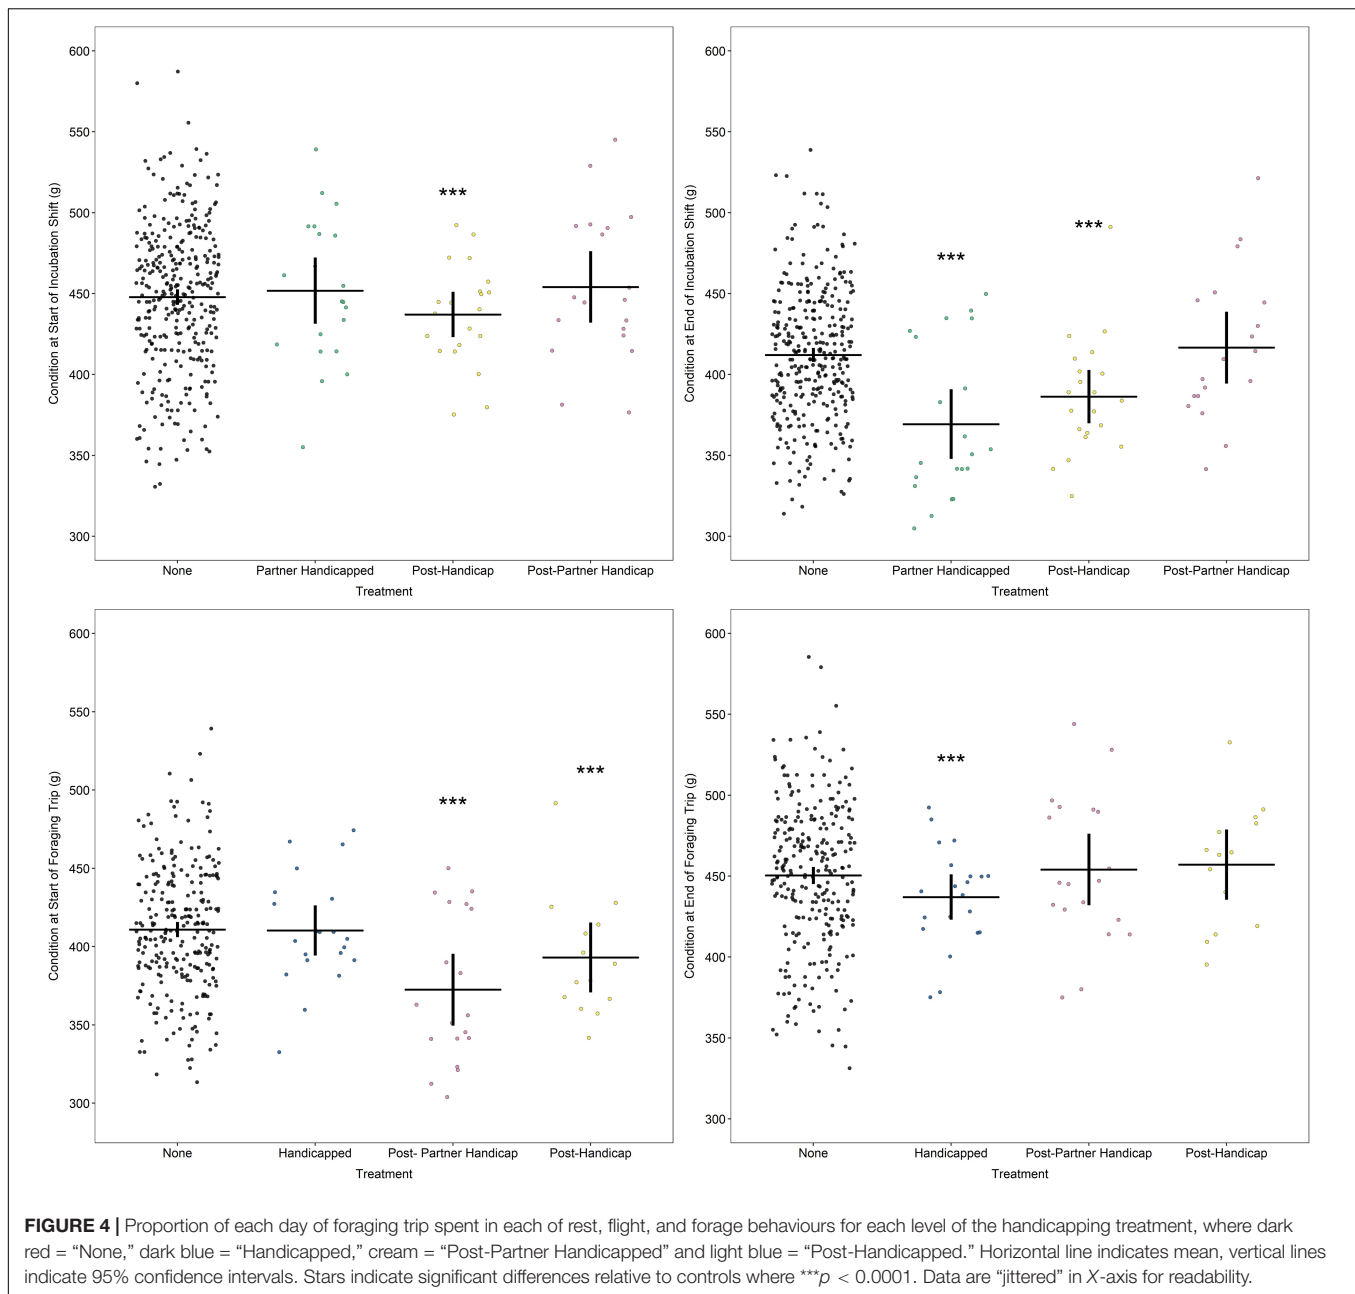 600
550
500
450
400
350
300
Condition at Start of Incubation Shift (g)
***
None
Partner Handicapped
Post-Handicap
Post-Partner Handicap
Treatment
600
550
500
450
400
350
300
Condition at End of Incubation Shift (g)
***
***
None
Partner Handicapped
Post-Handicap
Post-Partner Handicap
Treatment
600
550
500
450
400
350
300
Condition at Start of Foraging Trip (g)
***
***
None
Handicapped
Post- Partner Handicap
Post-Handicap
Treatment
600
550
500
450
400
350
300
Condition at End of Foraging Trip (g)
***
None
Handicapped
Post-Partner Handicap
Post-Handicap
Treatment
FIGURE 4 | Proportion of each day of foraging trip spent in each of rest, flight, and forage behaviours for each level of the handicapping treatment, where dark
red = “None,” dark blue = “Handicapped,” cream = “Post-Partner Handicapped” and light blue = “Post-Handicapped.” Horizontal line indicates mean, vertical lines
indicate 95% confidence intervals. Stars indicate significant differences relative to controls where ***p < 0.0001. Data are “jittered” in X-axis for readability.